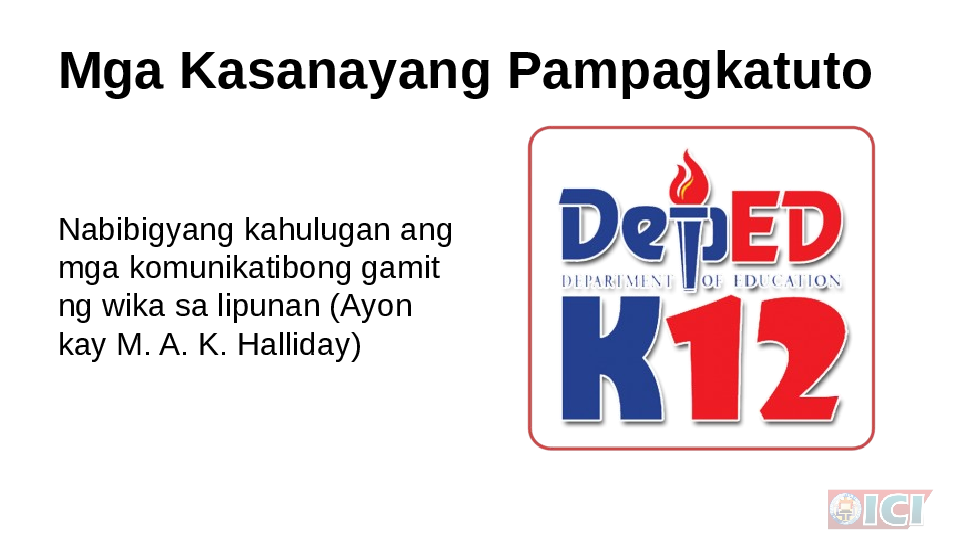 Mga Kasanayang Pampagkatuto
Nabibigyang kahulugan ang
mga komunikatibong gamit
ng wika sa lipunan (Ayon
kay M. A. K. Halliday)
DepED
DEPARTMENT OF EDUCATION
K12
ICI